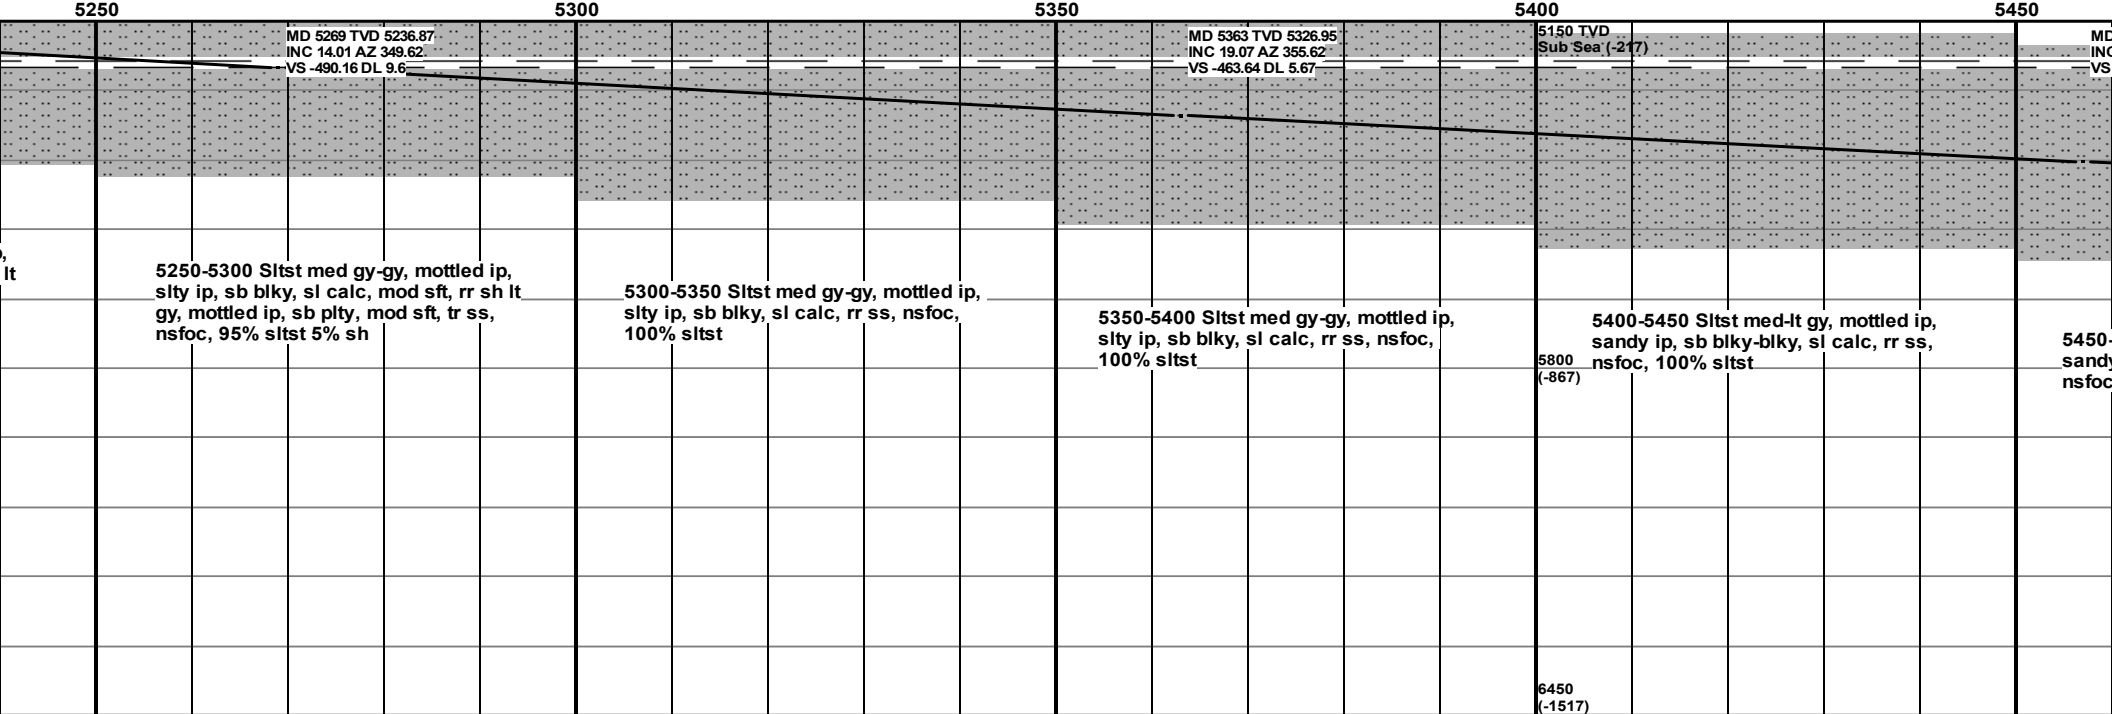 5250 5300 5350 5400 5450
MD 5269 TVD 5236.87
INC 14.01 AZ 349.62
VS -490.16 DL 9.6
MD 5363 TVD 5326.95
INC 19.07 AZ 355.62
VS -463.64 DL 5.67
5150 TVD
Sub Sea (-217)
MD
INC
VS
lt
5250-5300 Sltst med gy-gy, mottled ip,
slty ip, sb blky, sl calc, mod sft, rr sh lt
gy, mottled ip, sb plty, mod sft, tr ss,
nsfoc, 95% sltst 5% sh
5300-5350 Sltst med gy-gy, mottled ip,
slty ip, sb blky, sl calc, rr ss, nsfoc,
100% sltst
5350-5400 Sltst med gy-gy, mottled ip,
slty ip, sb blky, sl calc, rr ss, nsfoc,
100% sltst
5400-5450 Sltst med-lt gy, mottled ip,
sandy ip, sb blky-blky, sl calc, rr ss,
nsfoc, 100% sltst
5450-
sandy
nsfoc
5800
(-867)
6450
(-1517)